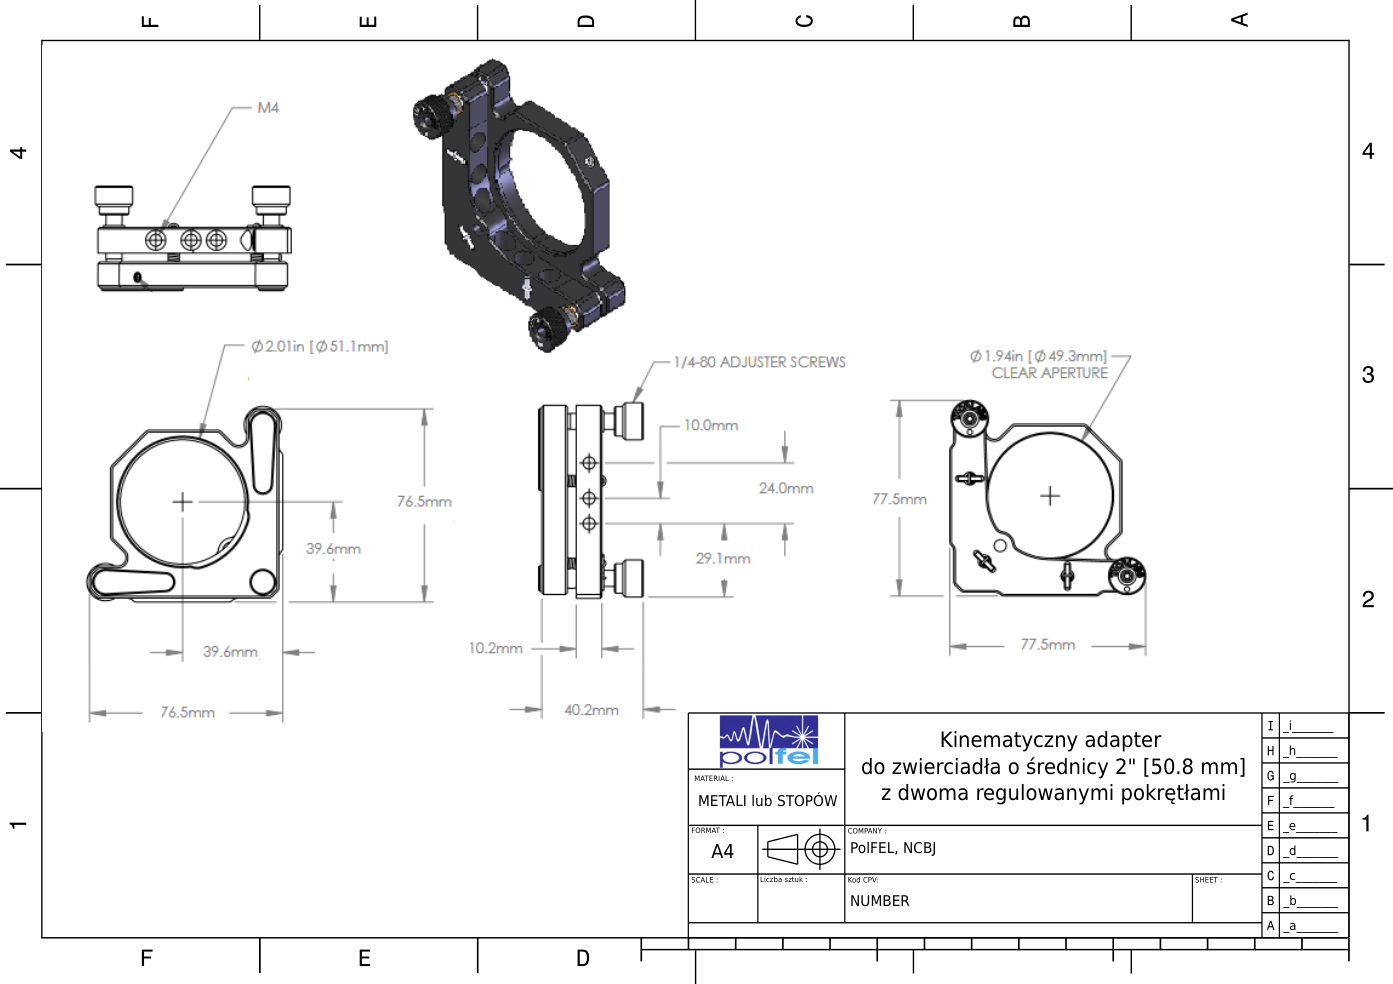 F E D C B A
4
4
M4
Ø2.01in [Ø51.1mm]
1/4-80 ADJUSTER SCREWS
Ø1.94in [Ø49.3mm]
CLEAR APERTURE
3
10.0mm
24.0mm
76.5mm
77.5mm
39.6mm
29.1mm
2
39.6mm
10.2mm
77.5mm
76.5mm
40.2mm
polfel
Kinematyczny adapter
do zwierciadła o średnicy 2" [50.8 mm]
z dwoma regulowanymi pokrętłami
MATERIAL :
METALI lub STOPÓW
FORMAT :
A4
COMPANY :
PolFEL, NCBJ
SCALE :
Liczba sztuk :
Kod CPV:
NUMBER
SHEET :
I _i______
H _h______
G _g______
F _f______
E _e______
D _d______
C _c______
B _b______
A _a______
1
1
F E D